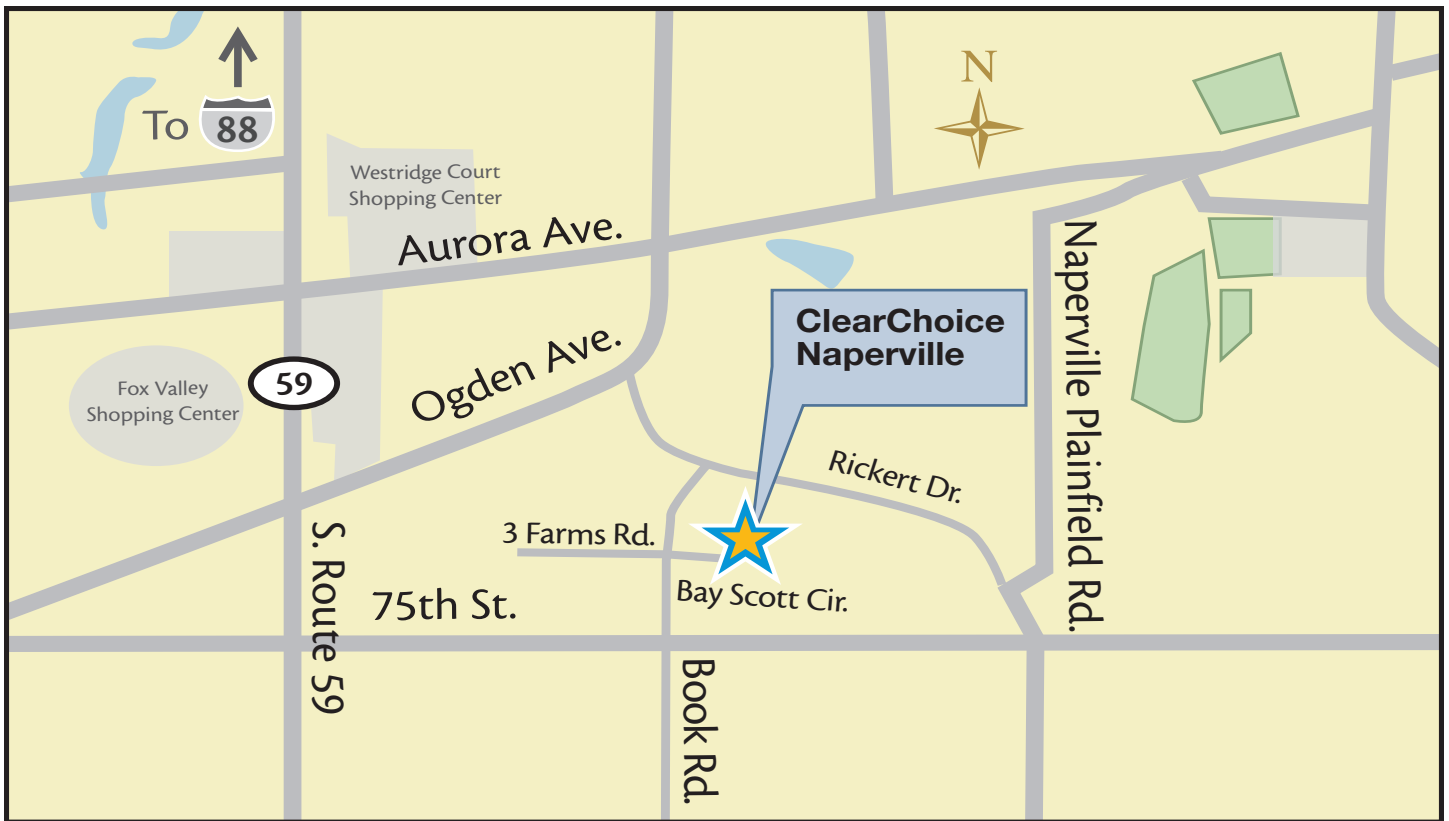 N
To 88
Westridge Court
Shopping Center
Aurora Ave.
Naperville Plainfield Rd.
ClearChoice
Naperville
Ogden Ave.
59
Fox Valley
Shopping Center
Rickert Dr.
S. Route 59
3 Farms Rd.
Bay Scott Cir.
75th St.
Book Rd.